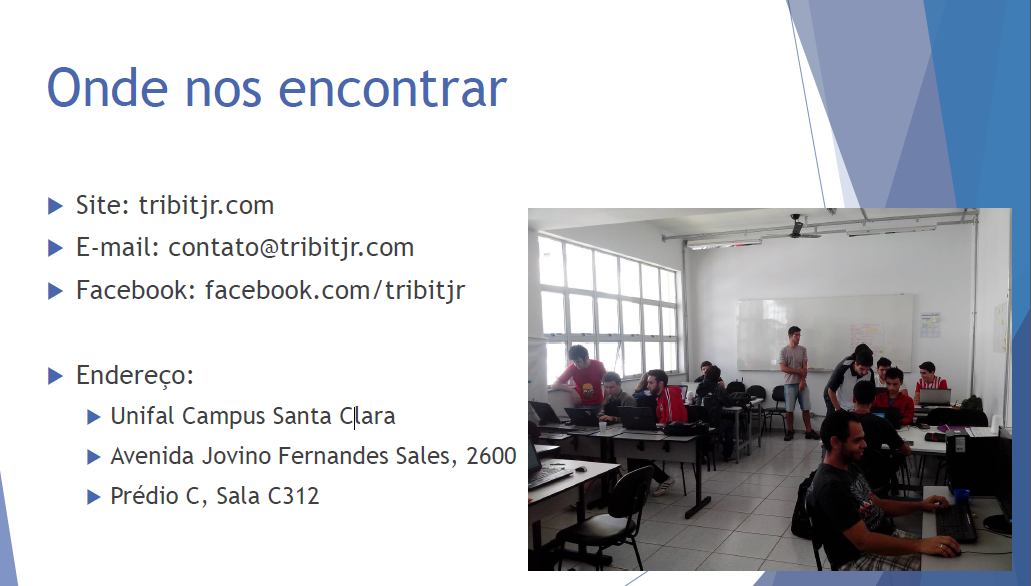 Onde nos encontrar
Site: tribitjr.com
E-mail: contato@tribitjr.com
Facebook: facebook.com/tribitjr
Endereço:
Unifal Campus Santa Clara
Avenida Jovino Fernandes Sales, 2600
Prédio C, Sala C312